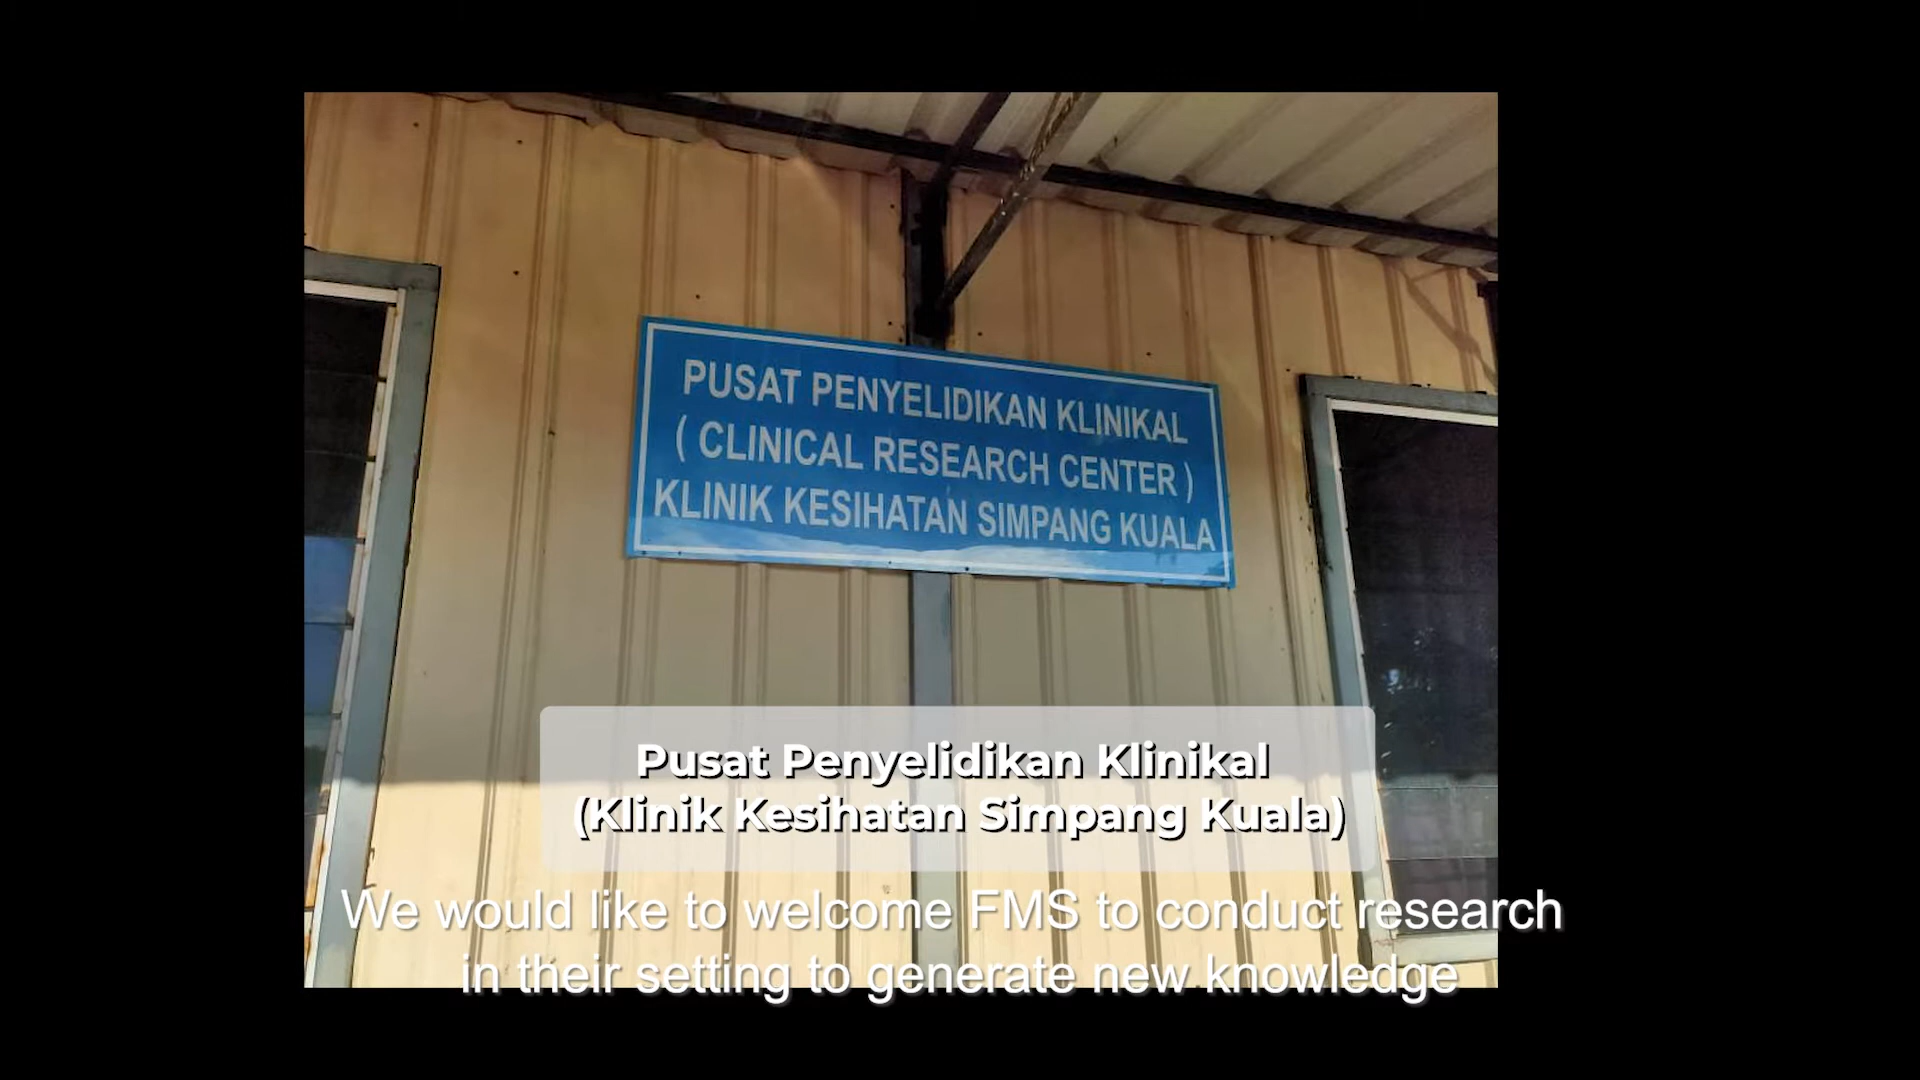 PUSAT PENYELIDIKAN KLINIKAL
( CLINICAL RESEARCH CENTER )
KLINIK KESIHATAN SIMPANG KUALA
Pusat Penyelidikan Klinikal
(Klinik Kesihatan Simpang Kuala)
We would like to welcome FMS to conduct research
in their setting to generate new knowledge